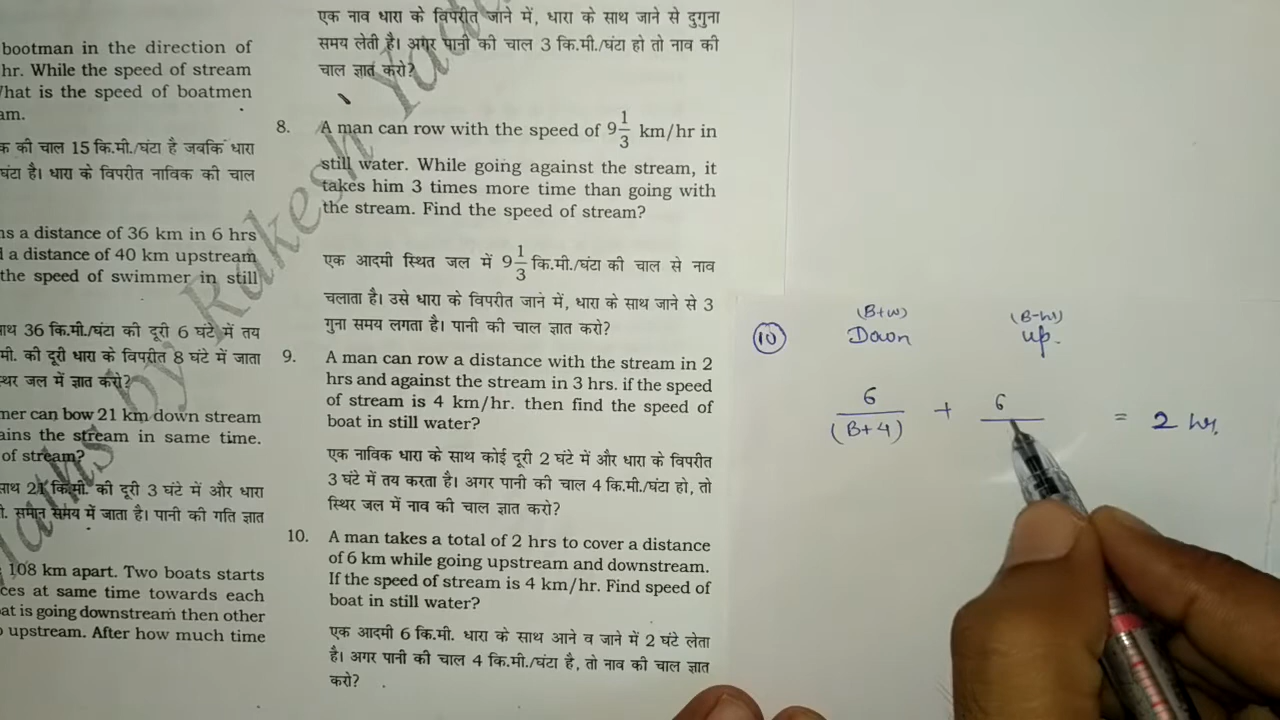 bootman in the direction of
hr. While the speed of stream
What is the speed of boatmen
am.
क की चाल 15 कि.मी./घंटा है जबकि धारा
घंटा है। धारा के विपरीत नाविक की चाल
ns a distance of 36 km in 6 hrs
d a distance of 40 km upstream
the speed of swimmer in still
ाथ 36 कि.मी./घंटा की दूरी 6 घंटे में तय
मी. की दूरी धारा के विपरीत 8 घंटे में जाता
स्थिर जल में ज्ञात करो?
mer can bow 21 km down stream
ains the stream in same time.
of stream?
साथ 21 कि.मी. की दूरी 3 घंटे में और धारा
ी. समान समय में जाता है। पानी की गति ज्ञात
108 km apart. Two boats starts
ces at same time towards each
at is going downstream then other
upstream. After how much time
एक नाव धारा के विपरीत जाने में, धारा के साथ जाने से दुगुना
समय लेती है। अगर पानी की चाल 3 कि.मी./घंटा हो तो नाव की
चाल ज्ञात करो?
8. A man can row with the speed of 9 1/3 km/hr in
still water. While going against the stream, it
takes him 3 times more time than going with
the stream. Find the speed of stream?
एक आदमी स्थित जल में 9 1/3 कि.मी./घंटा की चाल से नाव
चलाता है। उसे धारा के विपरीत जाने में, धारा के साथ जाने से 3
गुना समय लगता है। पानी की चाल ज्ञात करो?
9. A man can row a distance with the stream in 2
hrs and against the stream in 3 hrs. if the speed
of stream is 4 km/hr. then find the speed of
boat in still water?
एक नाविक धारा के साथ कोई दूरी 2 घंटे में और धारा के विपरीत
3 घंटे में तय करता है। अगर पानी की चाल 4 कि.मी./घंटा हो, तो
स्थिर जल में नाव की चाल ज्ञात करो?
10. A man takes a total of 2 hrs to cover a distance
of 6 km while going upstream and downstream.
If the speed of stream is 4 km/hr. Find speed of
boat in still water?
एक आदमी 6 कि.मी. धारा के साथ आने व जाने में 2 घंटे लेता
है। अगर पानी की चाल 4 कि.मी./घंटा है, तो नाव की चाल ज्ञात
करो?
Maths by Rakesh Yadav
(B+W) (B-W)
10 Down up.
6 6
(B+4) + = 2 hr.